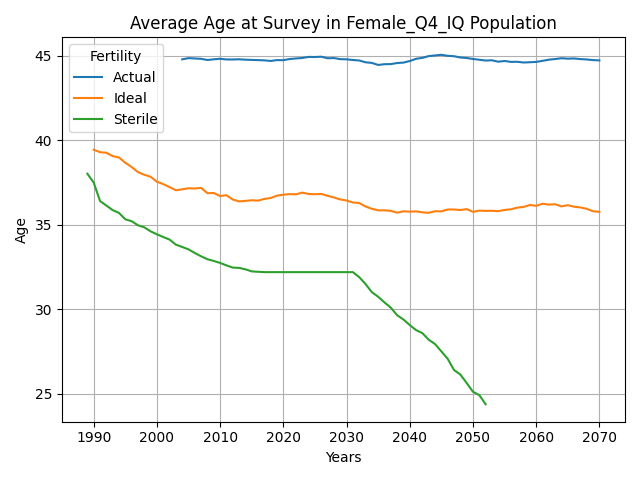 Average Age at Survey in Female_Q4_IQ Population
Fertility
Actual
Ideal
Sterile
Age
45
40
35
30
25
1990 2000 2010 2020 2030 2040 2050 2060 2070
Years